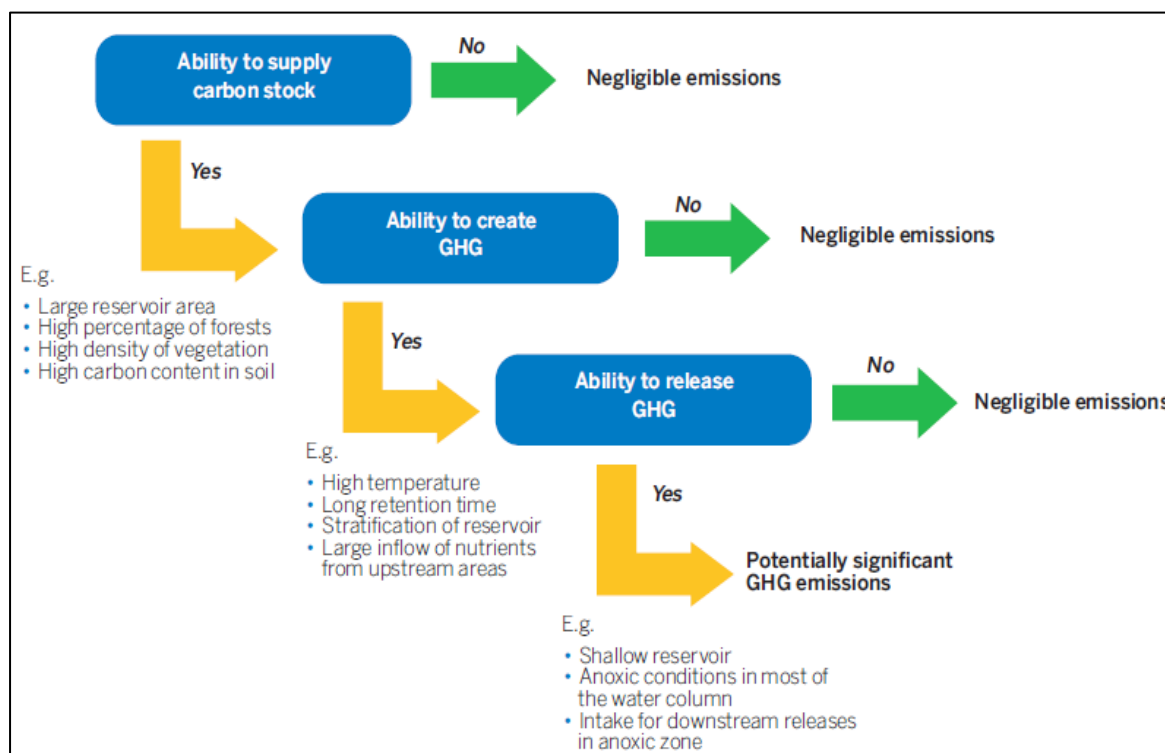 Ability to supply
carbon stock
No
Negligible emissions
Yes
E.g.
• Large reservoir area
• High percentage of forests
• High density of vegetation
• High carbon content in soil
Ability to create
GHG
No
Negligible emissions
Yes
E.g.
• High temperature
• Long retention time
• Stratification of reservoir
• Large inflow of nutrients
from upstream areas
Ability to release
GHG
No
Negligible emissions
Yes
Potentially significant
GHG emissions
E.g.
• Shallow reservoir
• Anoxic conditions in most of
the water column
• Intake for downstream releases
in anoxic zone